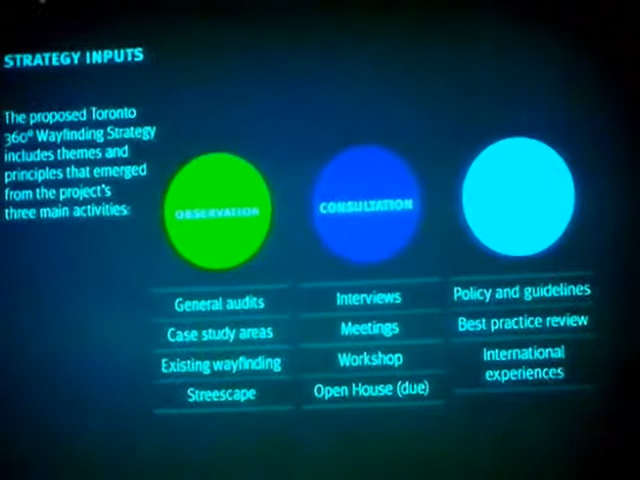 STRATEGY INPUTS
The proposed Toronto
360° Wayfinding Strategy
includes themes and
principles that emerged
from the project's
three main activities:
OBSERVATION
General audits
Case study areas
Existing wayfinding
Streescape
CONSULTATION
Interviews
Meetings
Workshop
Open House (due)
Policy and guidelines
Best practice review
International
experiences